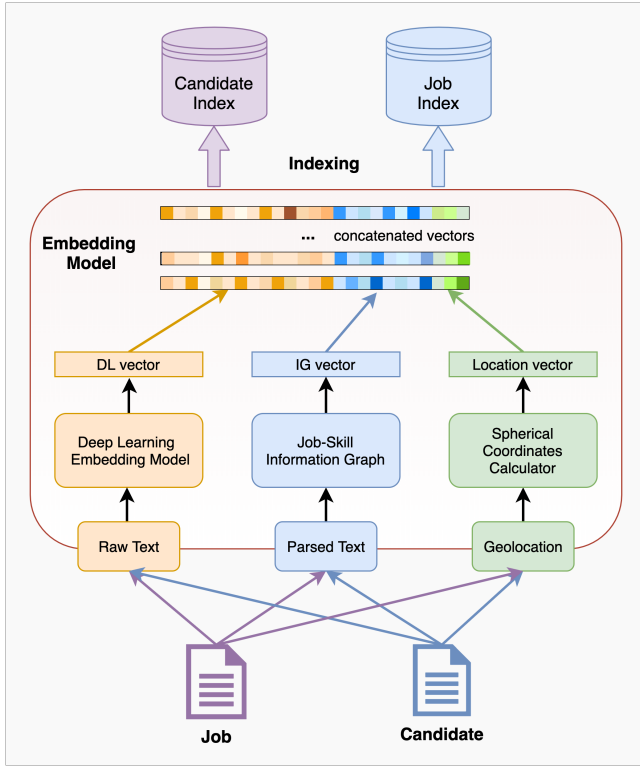 Candidate
Index
Job
Index
Indexing
Embedding
Model
... concatenated vectors
DL vector
IG vector
Location vector
Deep Learning
Embedding Model
Job-Skill
Information Graph
Spherical
Coordinates
Calculator
Raw Text
Parsed Text
Geolocation
Job
Candidate